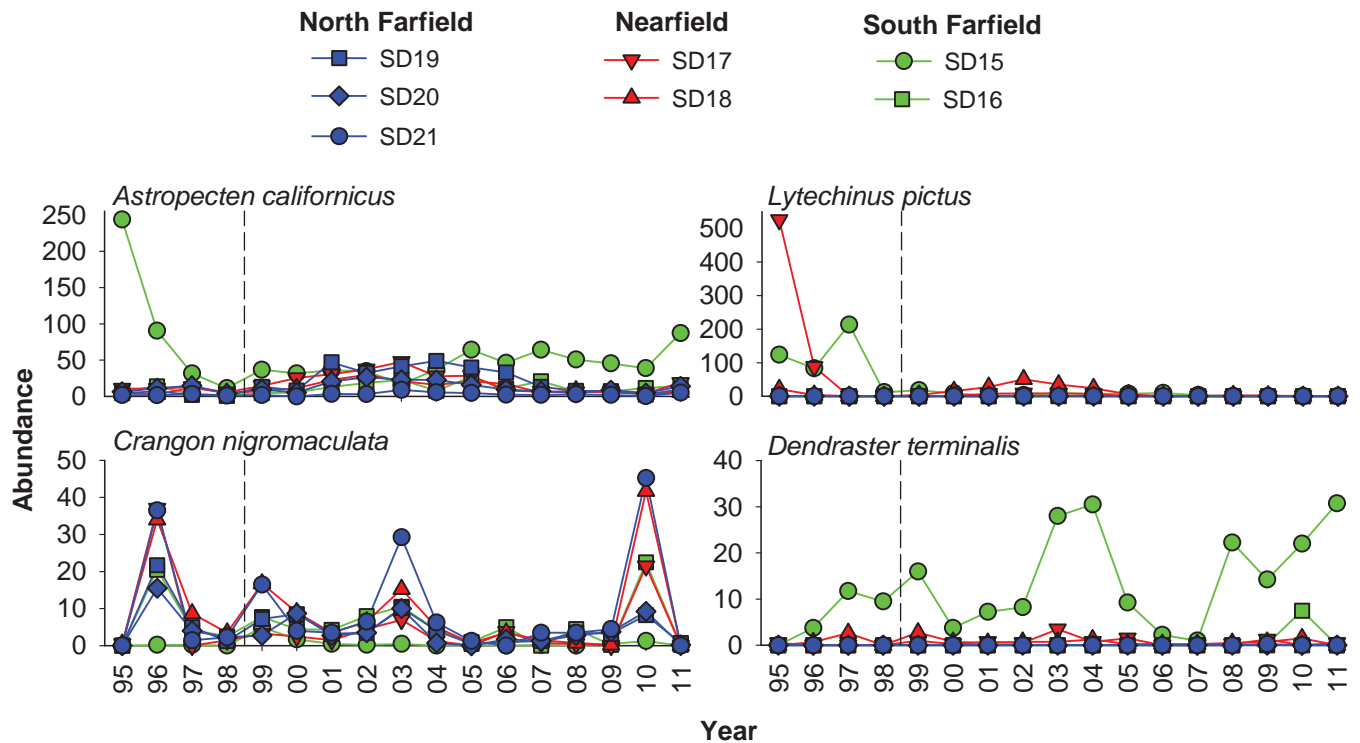 North Farfield Nearfield South Farfield
SD19 SD17 SD15
SD20 SD18 SD16
SD21
Astropecten californicus Lytechinus pictus
250
200
150
100
50
0
500
400
300
200
100
0
Abundance
Crangon nigromaculata Dendraster terminalis
50
40
30
20
10
0
40
30
20
10
0
95 96 97 98 99 00 01 02 03 04 05 06 07 08 09 10 11
95 96 97 98 99 00 01 02 03 04 05 06 07 08 09 10 11
Year